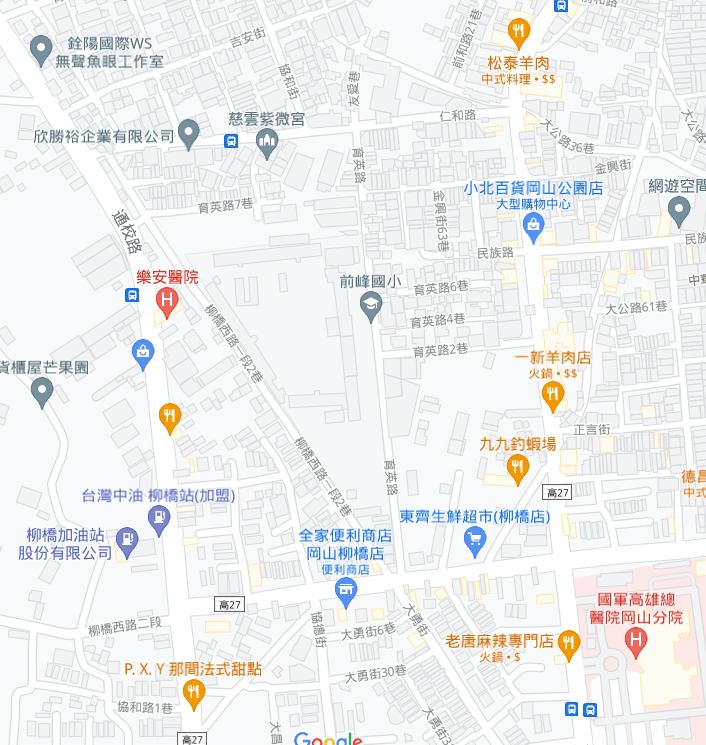 前和路21巷
銓陽國際WS
無聲魚眼工作室
吉安街
松泰羊肉
中式料理 • $$
協和街
友愛巷
慈雲紫微宮
仁和路
大公路36巷
欣勝裕企業有限公司
育英路
金興街
小北百貨岡山公園店
大型購物中心
網遊空間
育英路7巷
金興街63巷
通校路
民族路
民族
樂安醫院
前峰國小
育英路6巷
大公路61巷
柳橋西路一段2巷
育英路4巷
育英路2巷
一新羊肉店
火鍋 • $$
貨櫃屋芒果園
正言街
九九釣蝦場
柳橋西路一段2巷
育英路
高27
台灣中油 柳橋站(加盟)
東齊生鮮超市(柳橋店)
柳橋加油站
股份有限公司
全家便利商店
岡山柳橋店
便利商店
高27
國軍高雄總
醫院岡山分院
柳橋西路二段
協德街
大勇街6巷
大勇街
老唐麻辣專門店
火鍋 • $
P. X. Y 那間法式甜點
大勇街30巷
協和路1巷
高27
Google